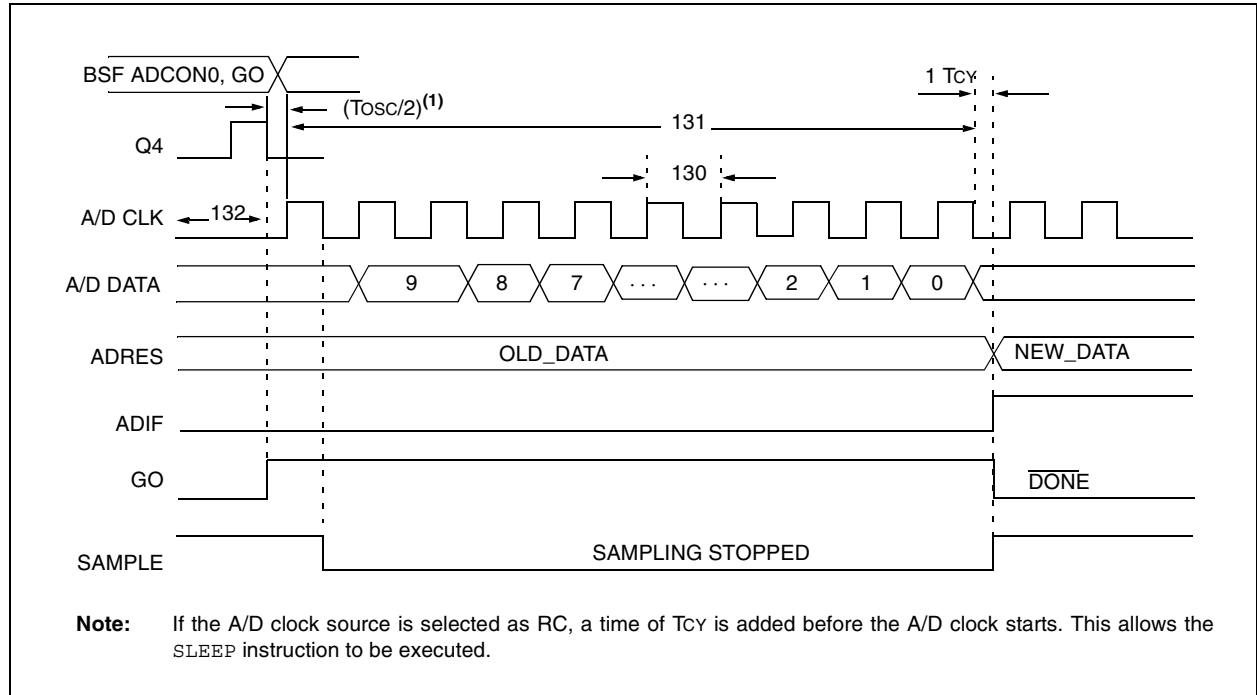 BSF ADCON0, GO
1 TCY
(TOSC/2)(1)
131
Q4
130
A/D CLK
132
A/D DATA
9 8 7 . . . . . . 2 1 0
ADRES
OLD_DATA
NEW_DATA
ADIF
GO
DONE
SAMPLE
SAMPLING STOPPED
Note: If the A/D clock source is selected as RC, a time of TCY is added before the A/D clock starts. This allows the
SLEEP instruction to be executed.